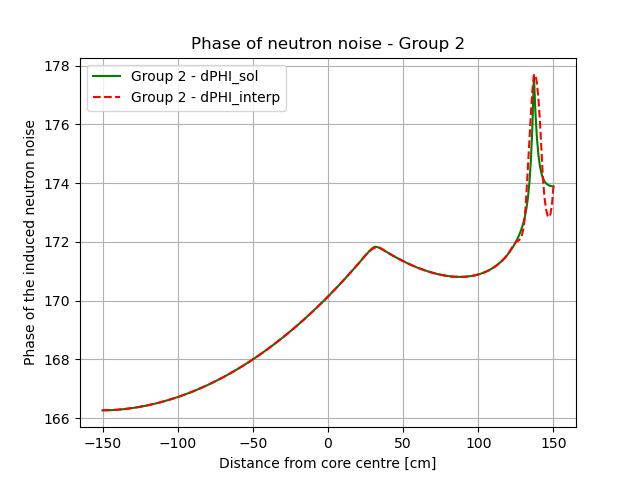 Phase of neutron noise - Group 2
Group 2 - dPHI_sol
Group 2 - dPHI_interp
Phase of the induced neutron noise
178
176
174
172
170
168
166
−150
−100
−50
0
50
100
150
Distance from core centre [cm]